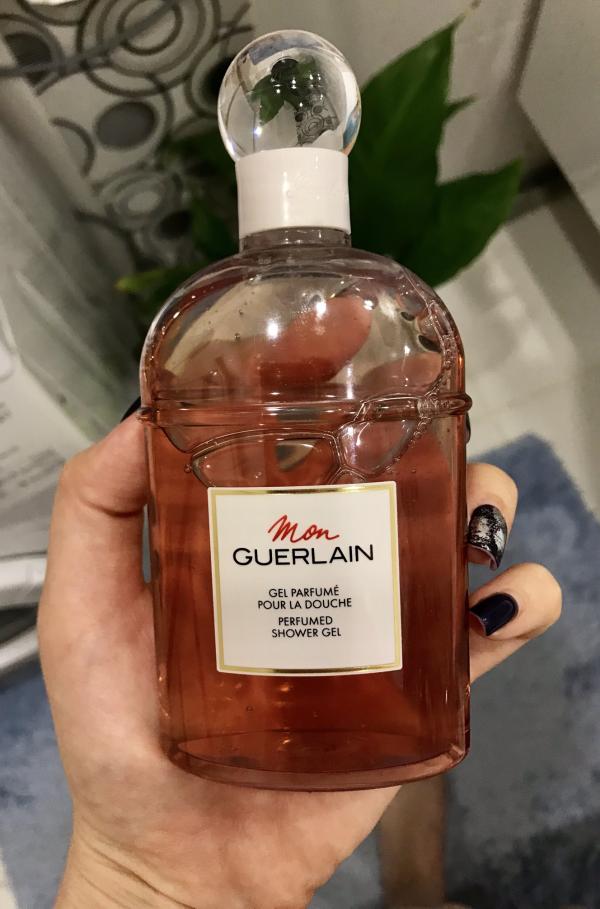 Mon
GUERLAIN
GEL PARFUMÉ
POUR LA DOUCHE
PERFUMED
SHOWER GEL